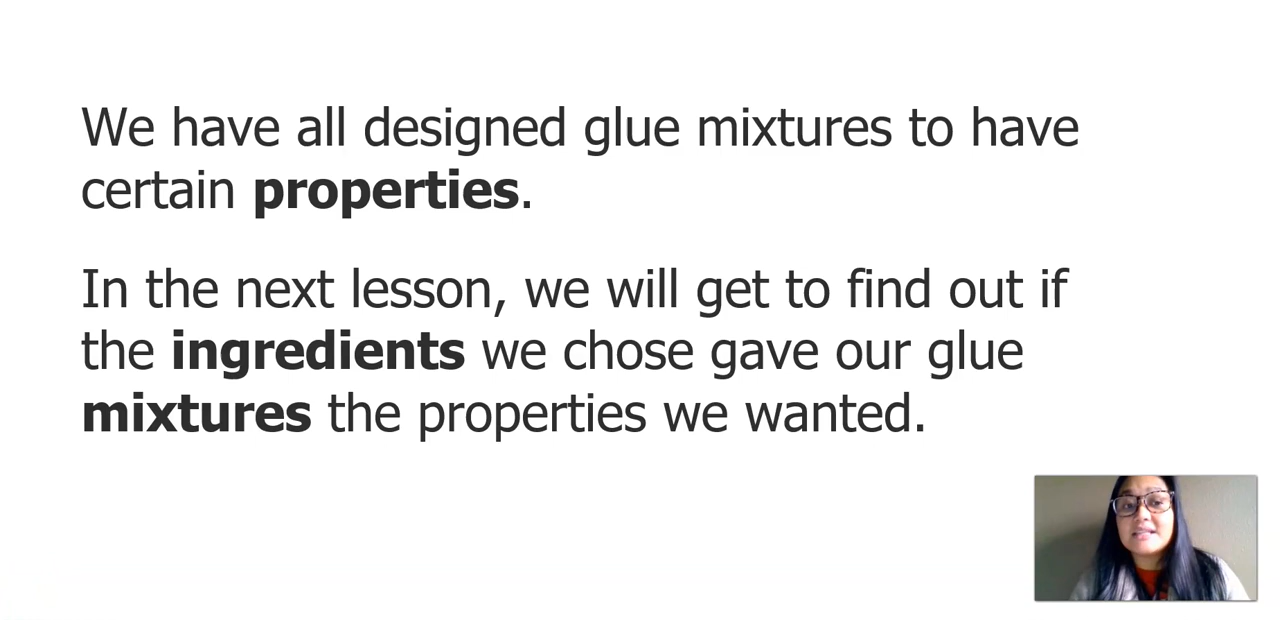 We have all designed glue mixtures to have
certain properties.
In the next lesson, we will get to find out if
the ingredients we chose gave our glue
mixtures the properties we wanted.